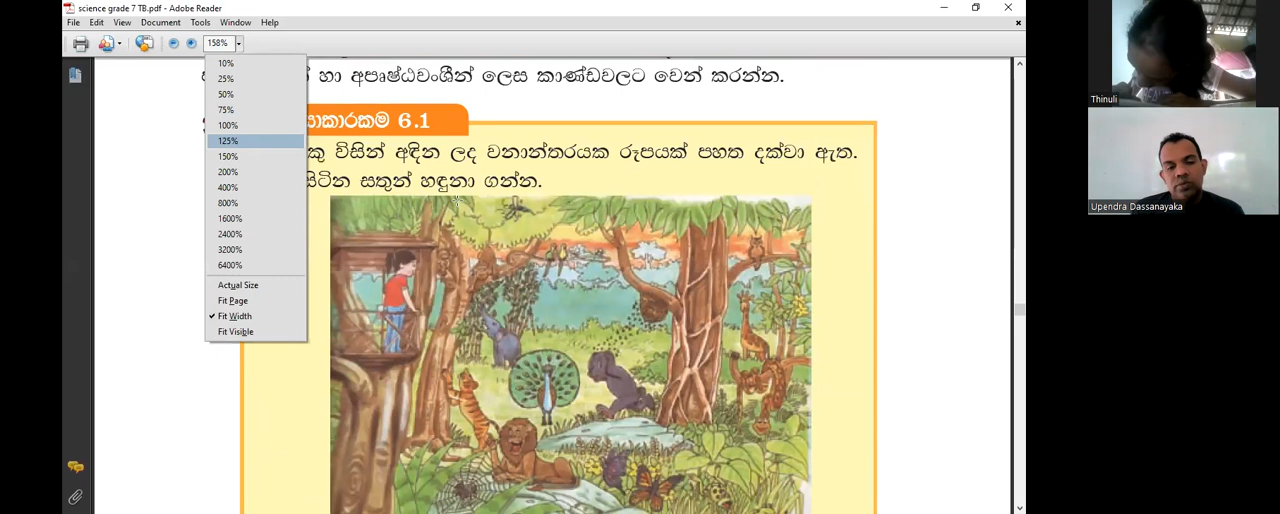 science grade 7 TB.pdf - Adobe Reader
File Edit View Document Tools Window Help
158%
10%
25%
50%
75%
100%
125%
150%
200%
400%
800%
1600%
2400%
3200%
6400%
Actual Size
Fit Page
Fit Width
Fit Visible
හා අපෘෂ්ඨවංශීන් ලෙස කාණ්ඩවලට වෙන් කරන්න.
6.1
විසින් අඳින ලද වනාන්තරයක රූපයක් පහත දක්වා ඇත.
සිටින සතුන් හඳුනා ගන්න.
Thinuli
Upendra Dassanayaka